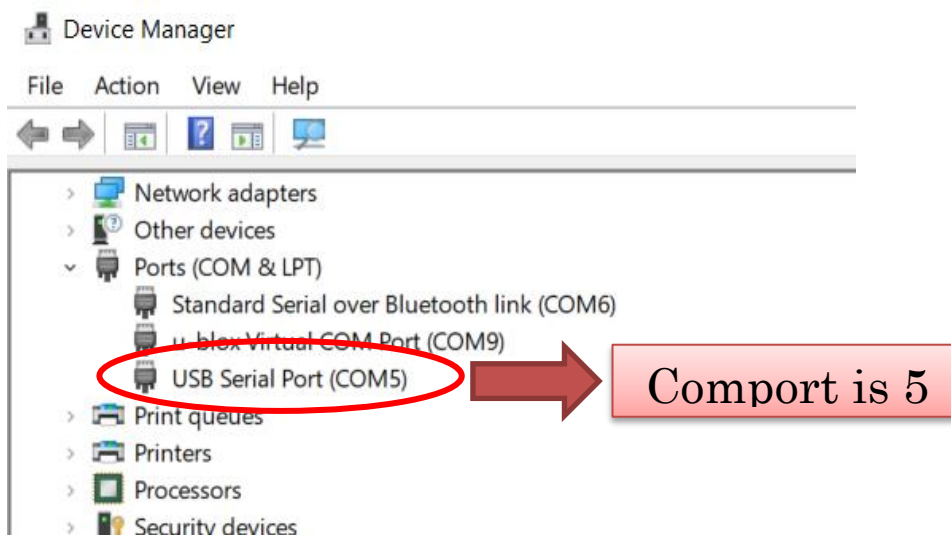 Device Manager
File Action View Help
Network adapters
Other devices
Ports (COM & LPT)
Standard Serial over Bluetooth link (COM6)
u-blox Virtual COM Port (COM9)
USB Serial Port (COM5)
Comport is 5
Print queues
Printers
Processors
Security devices